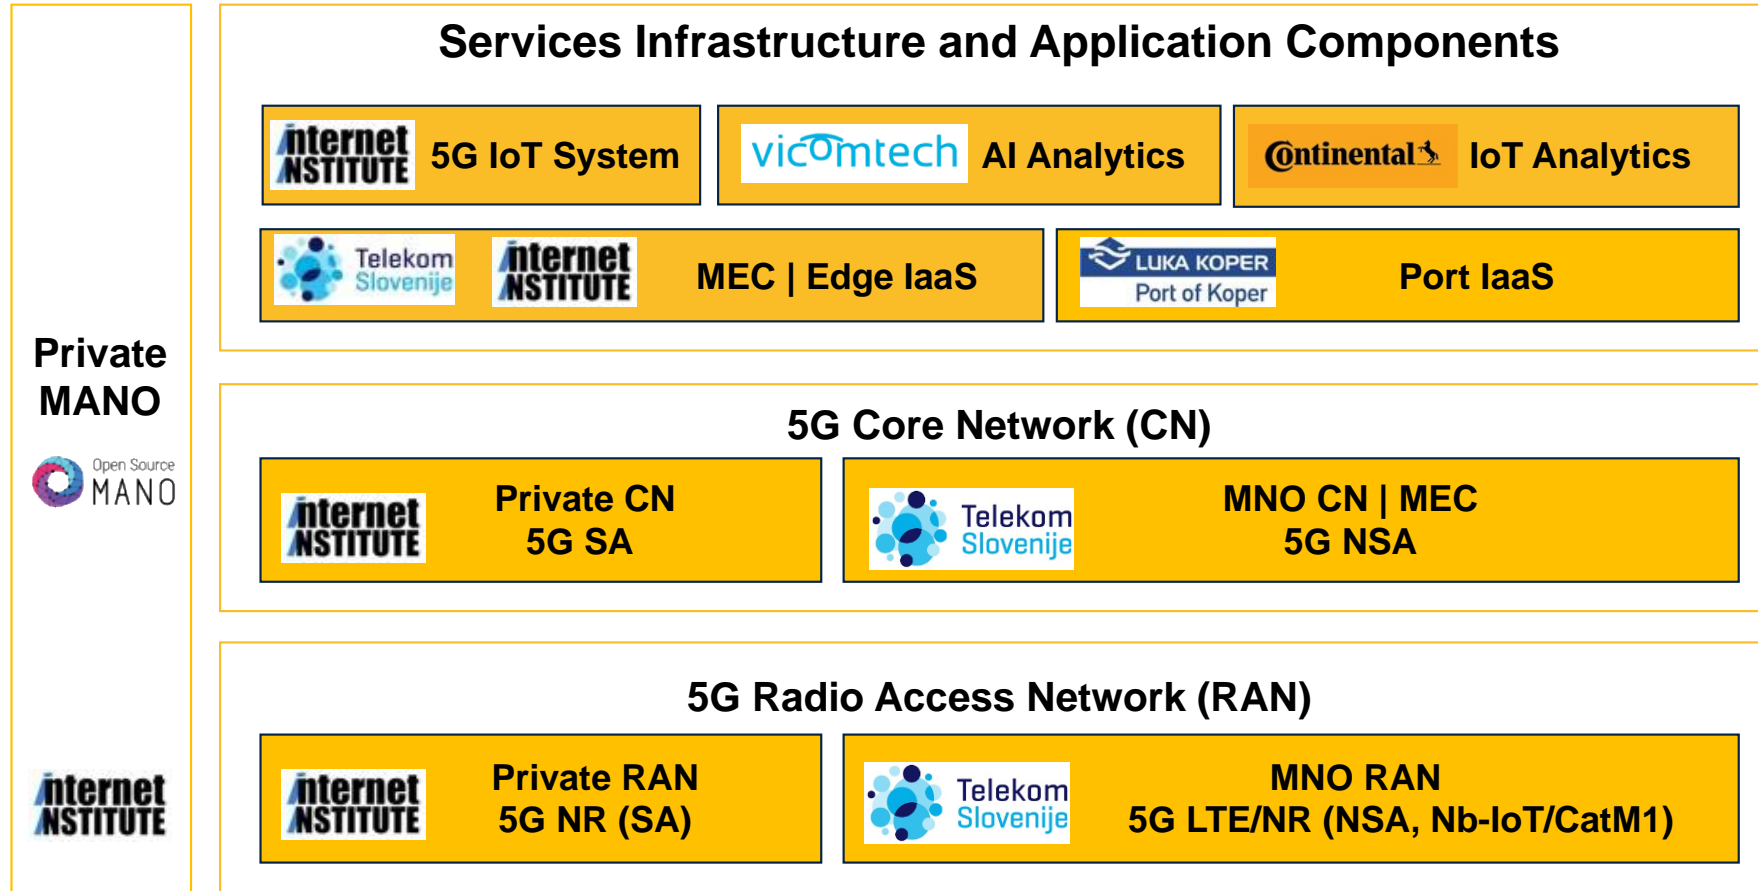 Private
MANO
Open Source
MANO
internet
INSTITUTE
Services Infrastructure and Application Components
internet
INSTITUTE
5G IoT System
vicomtech
AI Analytics
Continental
IoT Analytics
Telekom
Slovenije
internet
INSTITUTE
MEC | Edge IaaS
LUKA KOPER
Port of Koper
Port IaaS
5G Core Network (CN)
internet
INSTITUTE
Private CN
5G SA
Telekom
Slovenije
MNO CN | MEC
5G NSA
5G Radio Access Network (RAN)
internet
INSTITUTE
Private RAN
5G NR (SA)
Telekom
Slovenije
MNO RAN
5G LTE/NR (NSA, Nb-IoT/CatM1)